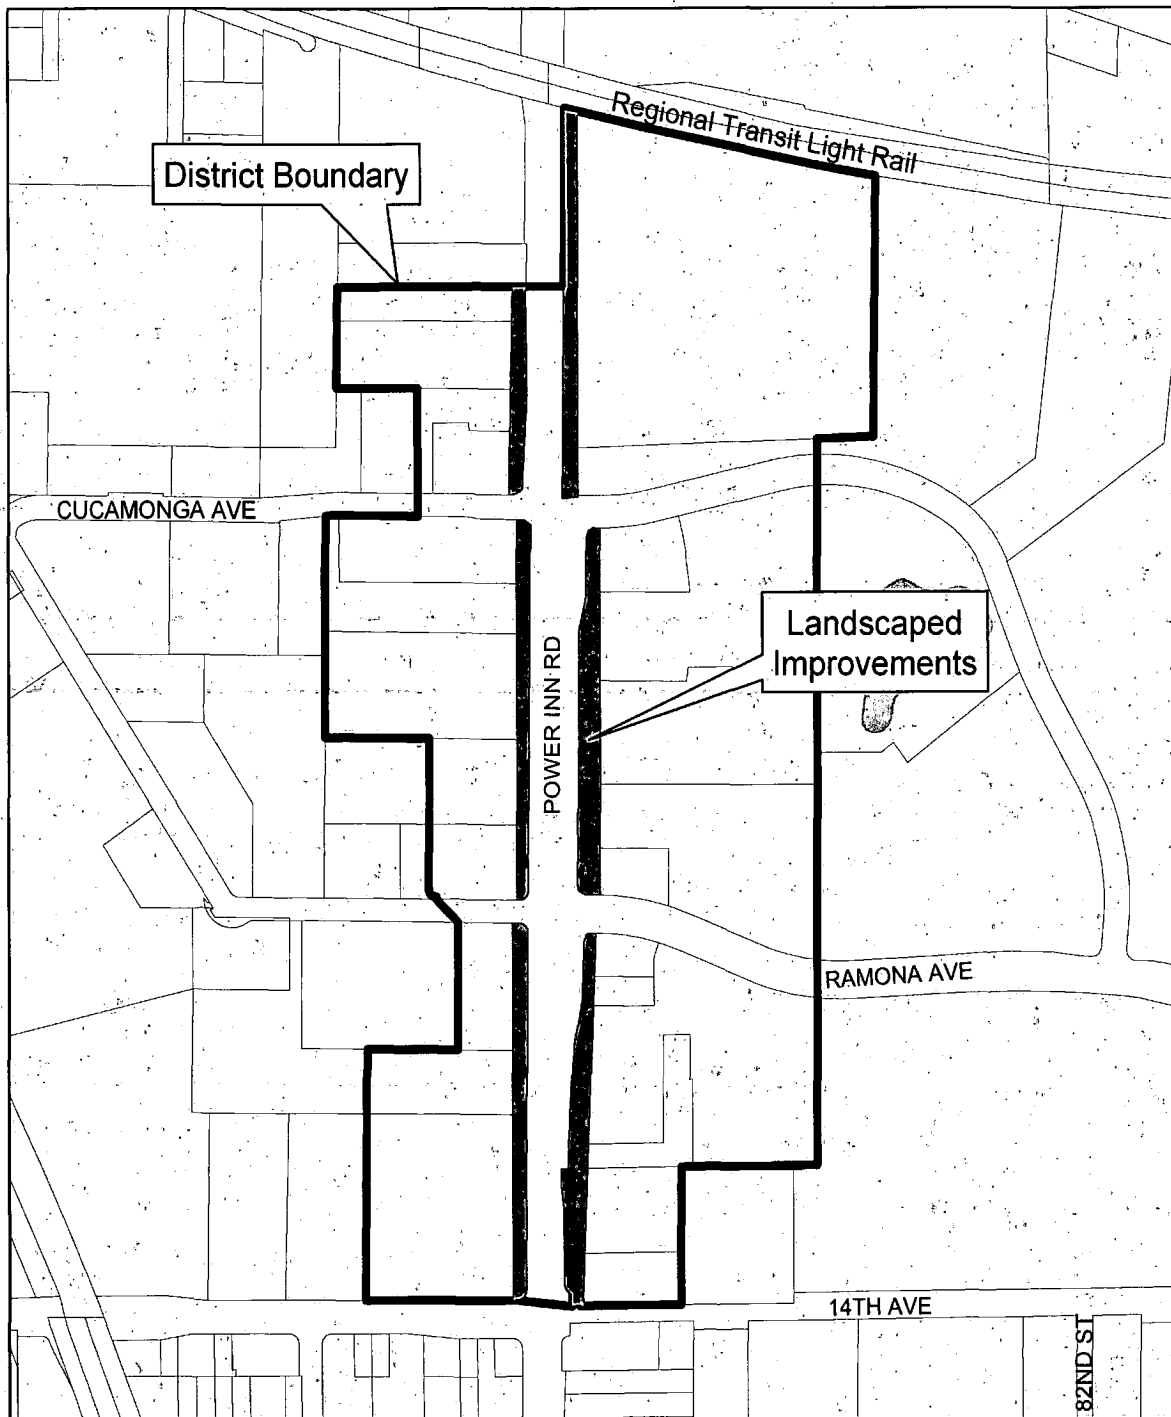 Regional Transit Light Rail
District Boundary
CUCAMONGA AVE
Landscaped
Improvements
POWER INN RD
RAMONA AVE
14TH AVE
82ND ST